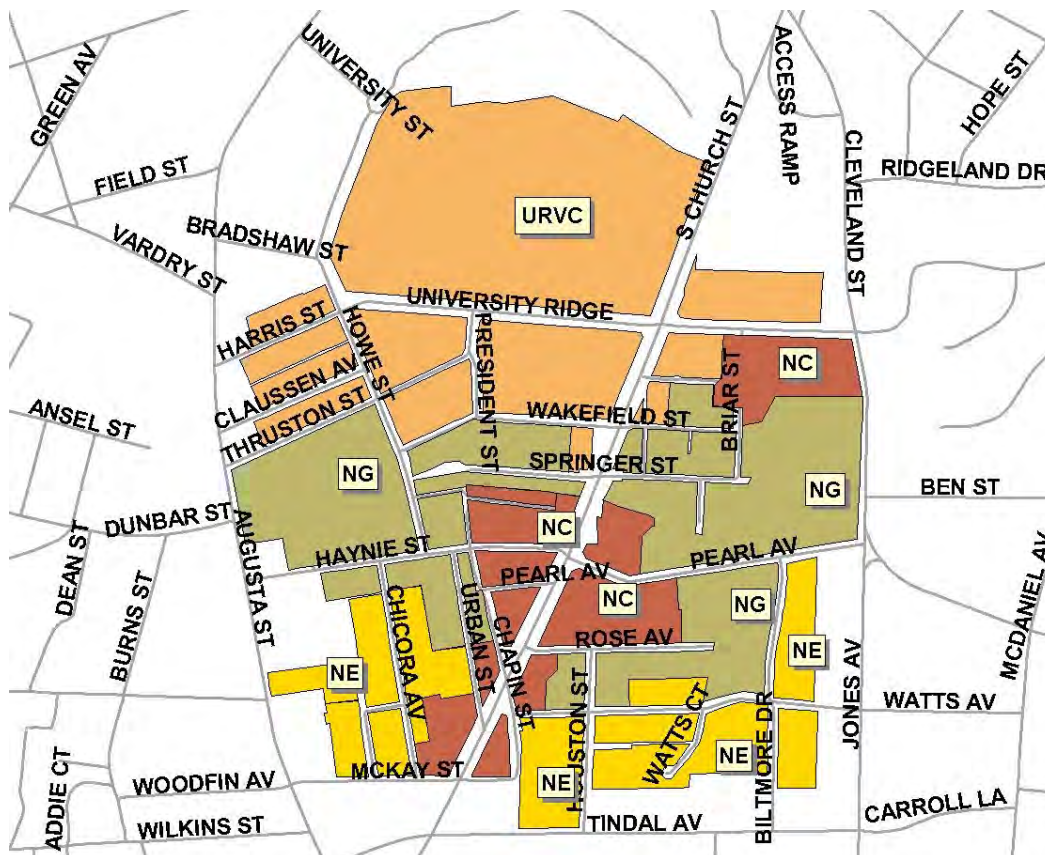 UNIVERSITY ST
ACCESS RAMP
HOPE ST
GREEN AV
S CHURCH ST
CLEVELAND ST
FIELD ST
RIDGELAND DR
URVC
BRADSHAW ST
VARDRY ST
UNIVERSITY RIDGE
HARRIS ST
HOWE ST
PRESIDENT ST
BRIAR ST
NC
CLAUSSEN AV
ANSEL ST
THRUSTON ST
WAKEFIELD ST
SPRINGER ST
NG
NG
BEN ST
DUNBAR ST
AUGUSTA ST
NC
HAYNIE ST
PEARL AV
DEAN ST
PEARL AV
MCDANIEL AV
BURNS ST
CHICORA AV
URBAN ST
CHAPIN ST
NC
NG
ROSE AV
NE
NE
JONES AV
WATTS AV
HOUSTON ST
WATTS CT
BILTMORE DR
ADDIE CT
WOODFIN AV
MCKAY ST
NE
NE
CARROLL LA
WILKINS ST
TINDAL AV